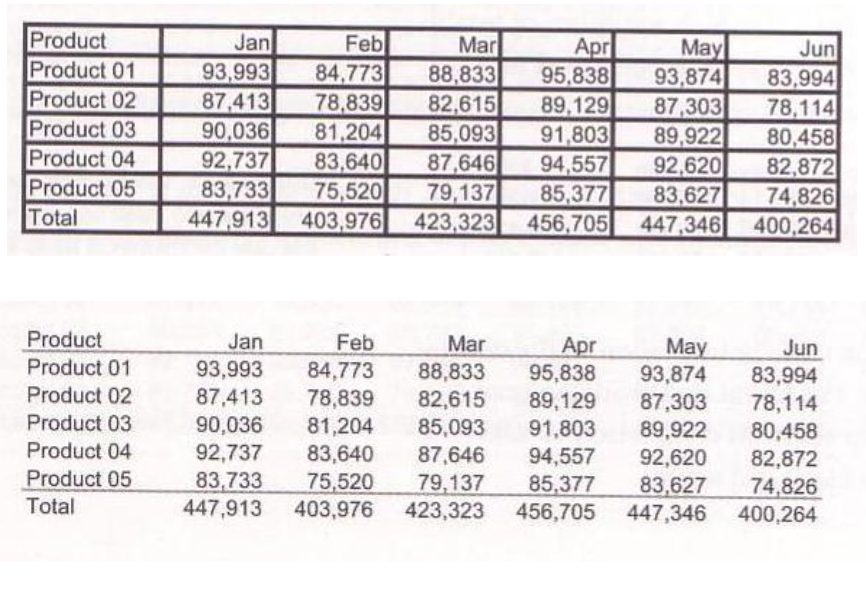 Product Jan Feb Mar Apr May Jun
Product 01 93,993 84,773 88,833 95,838 93,874 83,994
Product 02 87,413 78,839 82,615 89,129 87,303 78,114
Product 03 90,036 81,204 85,093 91,803 89,922 80,458
Product 04 92,737 83,640 87,646 94,557 92,620 82,872
Product 05 83,733 75,520 79,137 85,377 83,627 74,826
Total 447,913 403,976 423,323 456,705 447,346 400,264
Product Jan Feb Mar Apr May Jun
Product 01 93,993 84,773 88,833 95,838 93,874 83,994
Product 02 87,413 78,839 82,615 89,129 87,303 78,114
Product 03 90,036 81,204 85,093 91,803 89,922 80,458
Product 04 92,737 83,640 87,646 94,557 92,620 82,872
Product 05 83,733 75,520 79,137 85,377 83,627 74,826
Total 447,913 403,976 423,323 456,705 447,346 400,264